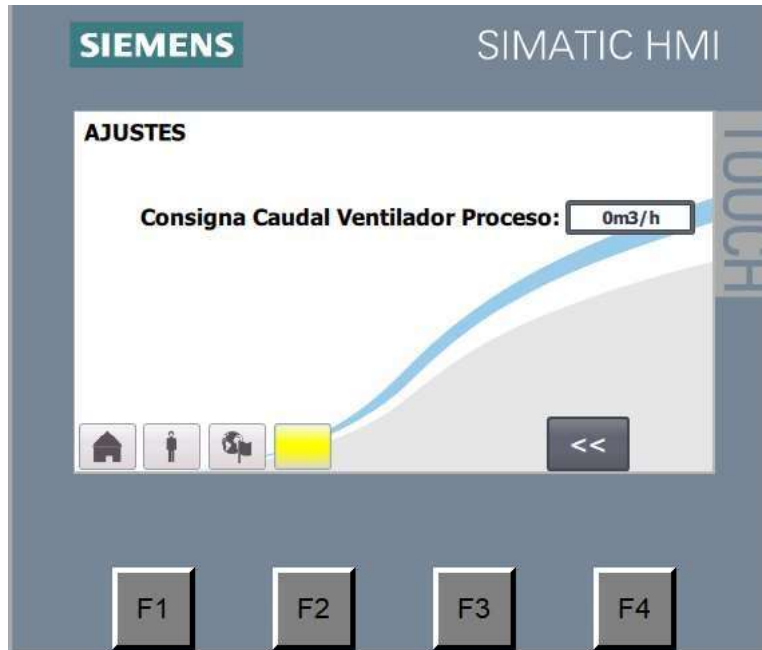 SIEMENS
SIMATIC HMI
TOUCH
AJUSTES
Consigna Caudal Ventilador Proceso: 0m3/h
<<
F1 F2 F3 F4